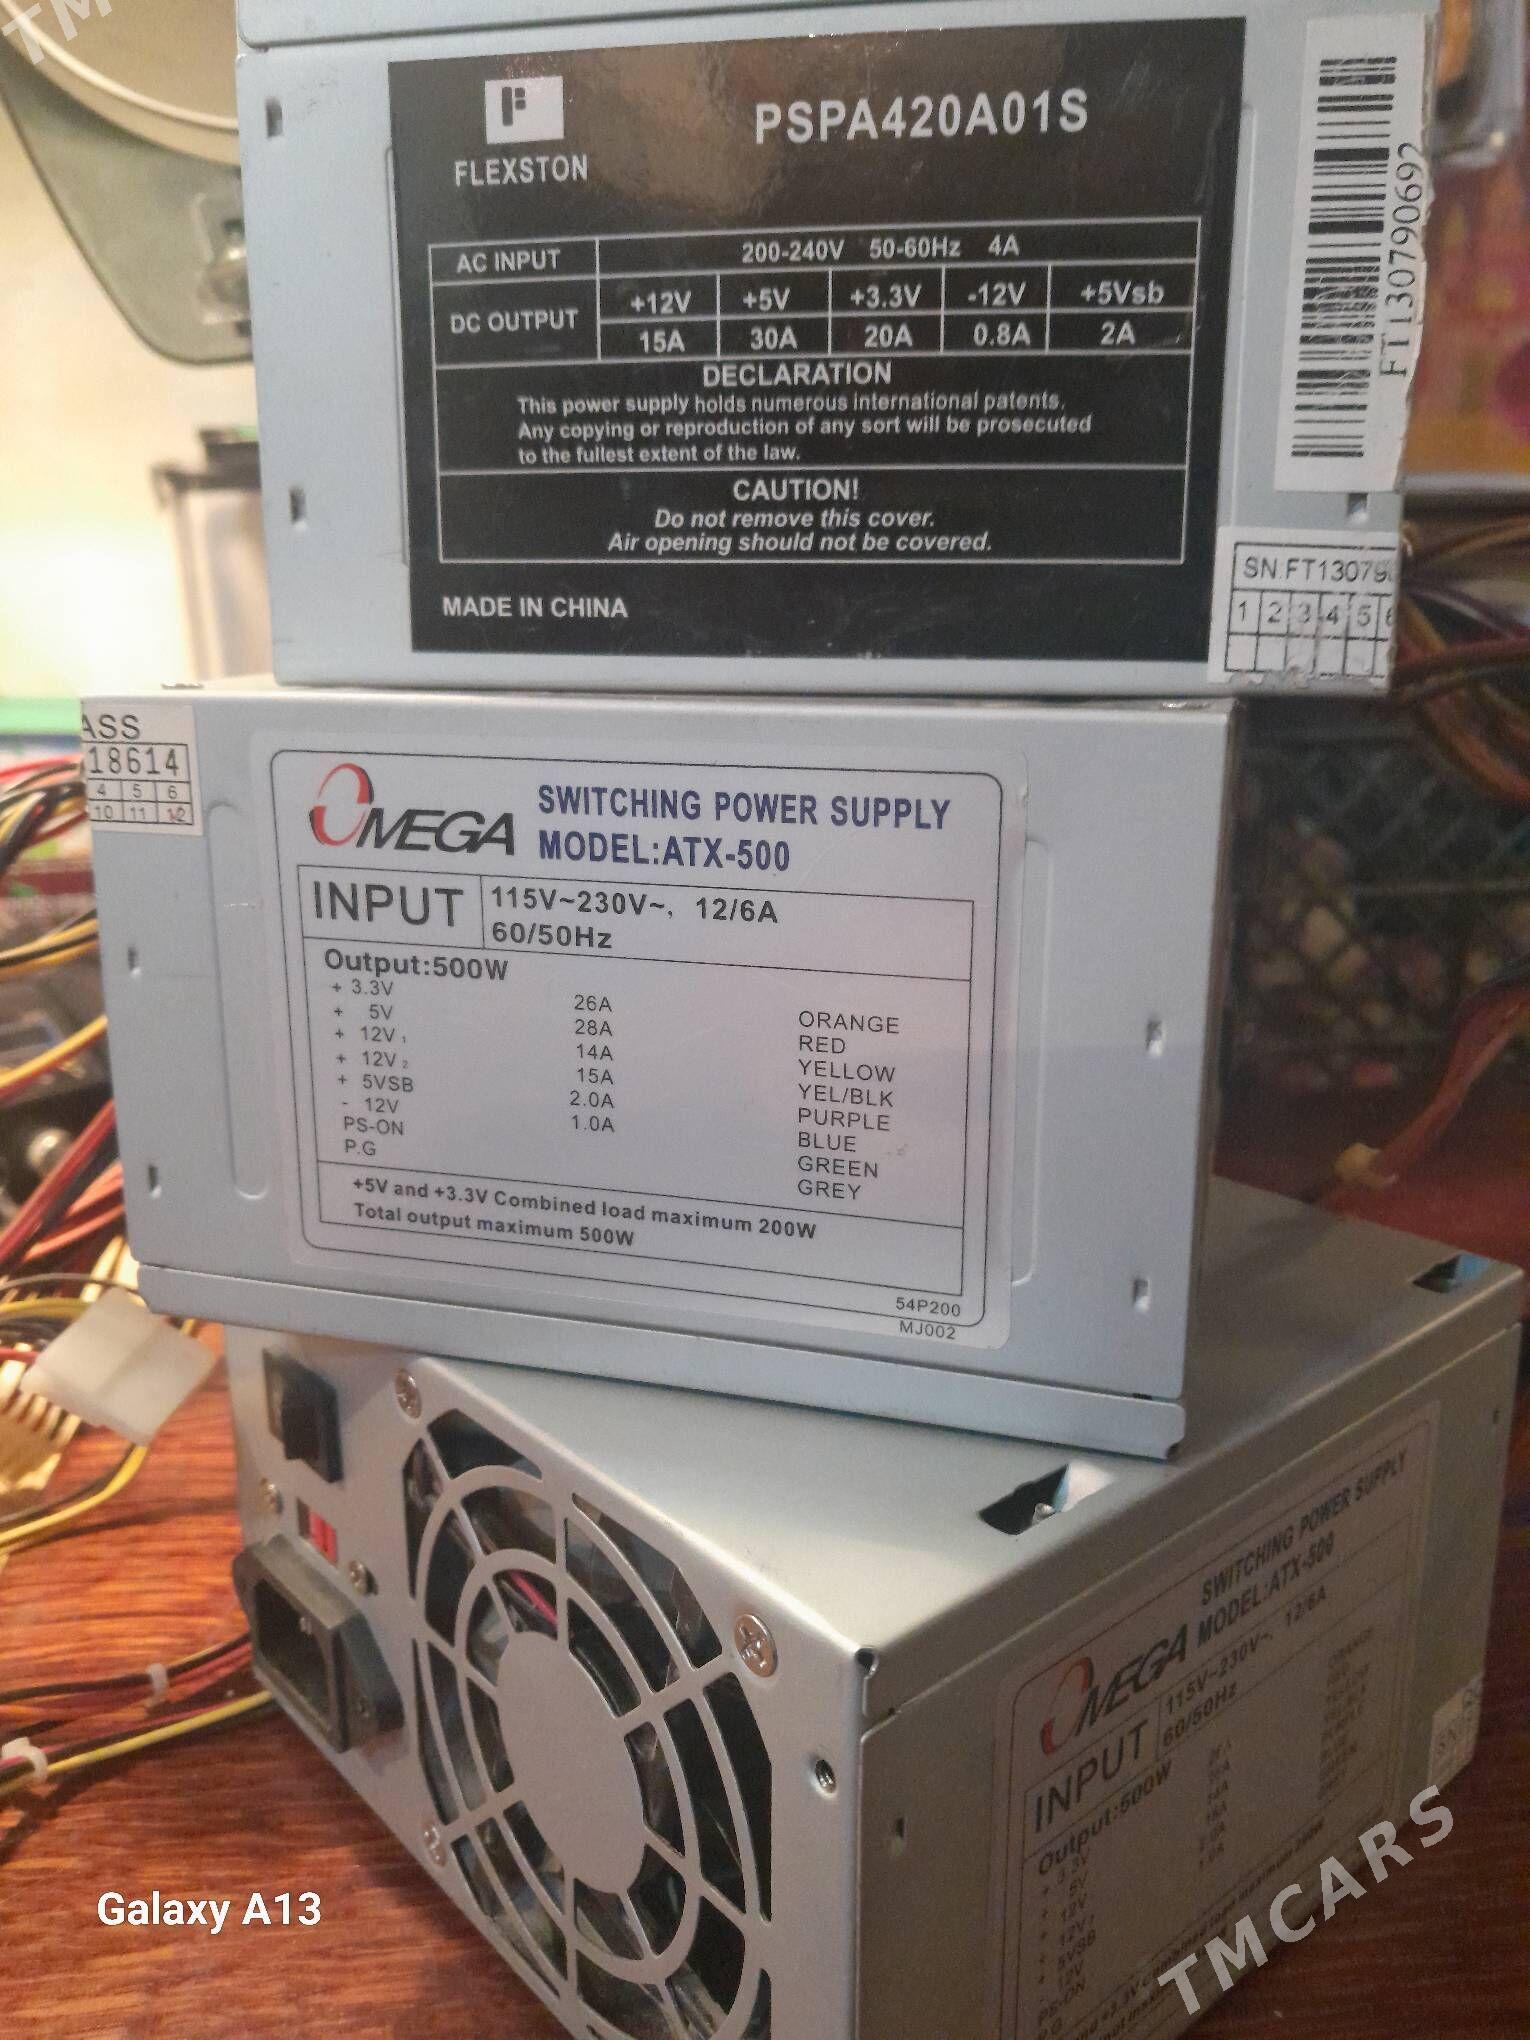 TM
FLEXSTON
PSPA420A01S
AC INPUT 200-240V 50-60Hz 4A
DC OUTPUT +12V +5V +3.3V -12V +5Vsb
15A 30A 20A 0.8A 2A
DECLARATION
This power supply holds numerous international patents.
Any copying or reproduction of any sort will be prosecuted
to the fullest extent of the law.
CAUTION!
Do not remove this cover.
Air opening should not be covered.
MADE IN CHINA
FT130790692
SN.FT13079
1 2 3 4 5 6
ASS
18614
4 5 6
10 11 12
OMEGA
SWITCHING POWER SUPPLY
MODEL:ATX-500
INPUT 115V~230V~, 12/6A
60/50Hz
Output:500W
+ 3.3V 26A ORANGE
+ 5V 28A RED
+ 12V1 14A YELLOW
+ 12V2 15A YEL/BLK
+ 5VSB 2.0A PURPLE
- 12V 1.0A BLUE
PS-ON GREEN
P.G GREY
+5V and +3.3V Combined load maximum 200W
Total output maximum 500W
54P200
MJ002
OMEGA
SWITCHING POWER SUPPLY
MODEL:ATX-500
INPUT 115V~230V~, 12/6A
60/50Hz
Output:500W
Galaxy A13
TMCARS